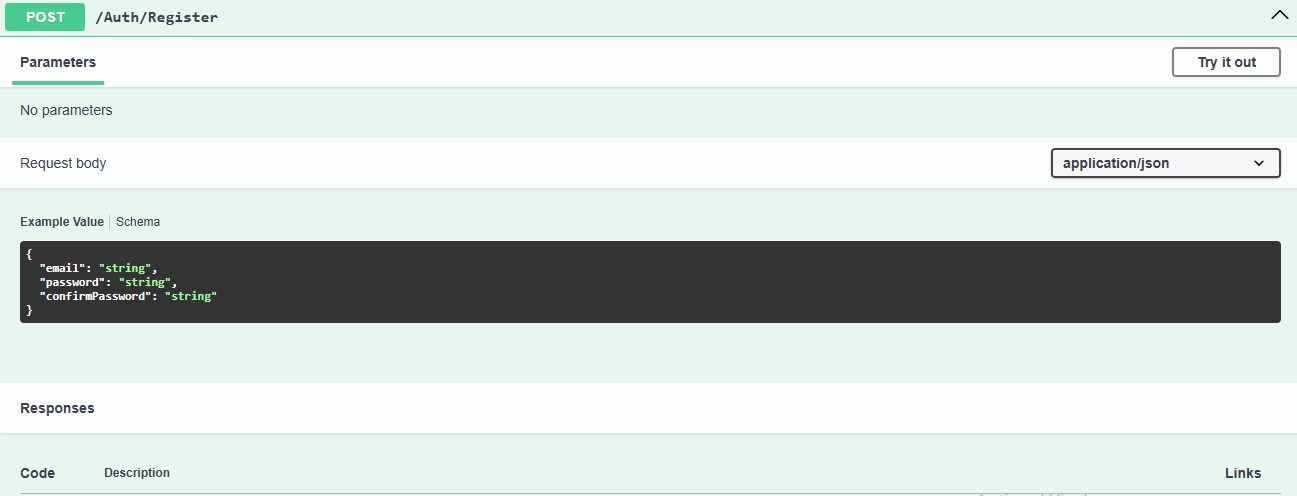 POST /Auth/Register
Parameters
Try it out
No parameters
Request body
application/json
Example Value Schema
{
  "email": "string",
  "password": "string",
  "confirmPassword": "string"
}
Responses
Code Description Links